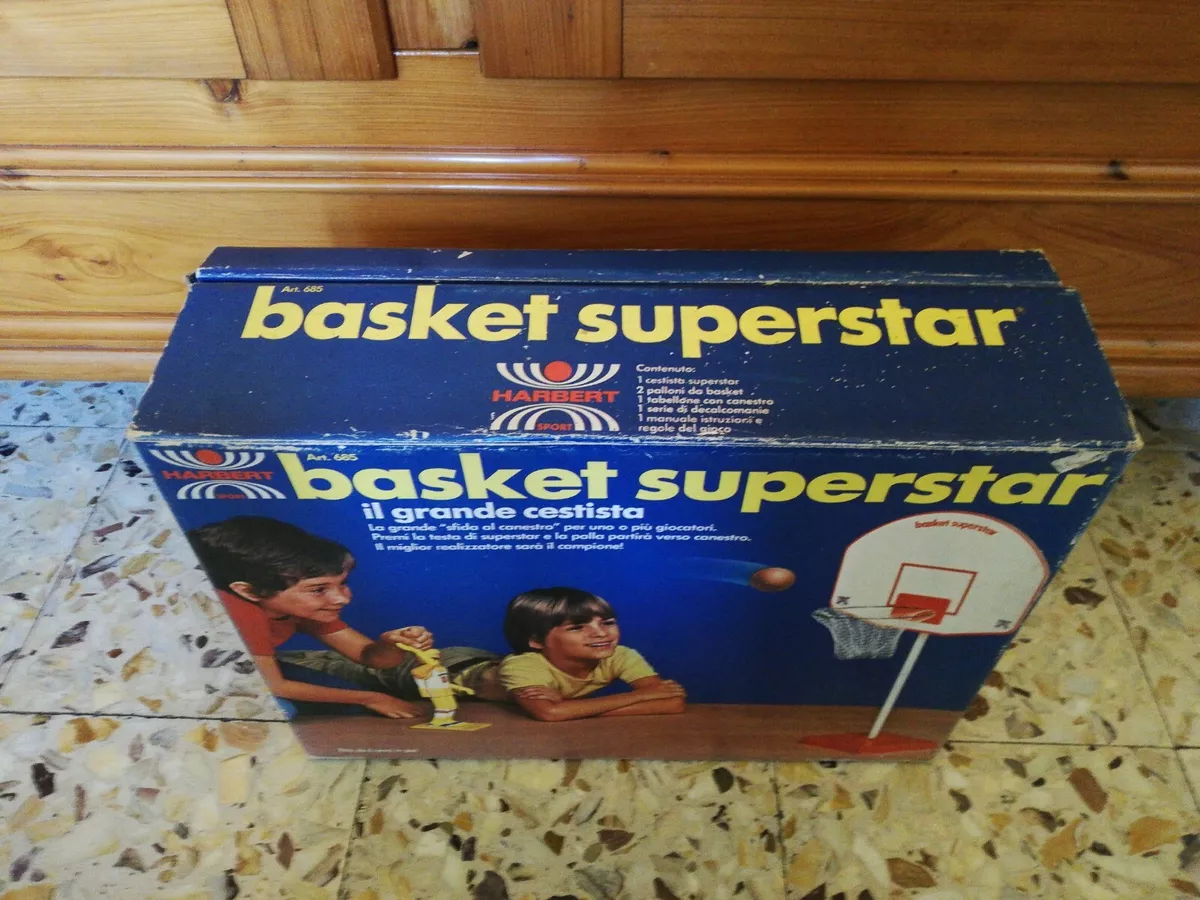 Art. 685
basket superstar
HARBERT
SPORT
Contenuto:
1 cestista superstar
2 palloni da basket
1 tabellone con canestro
1 serie di decalcomanie
1 manuale istruzioni e
regole del gioco
HARBERT
SPORT
Art. 685
basket superstar
il grande cestista
La grande "sfida al canestro" per uno o più giocatori.
Premi la testa di superstar e la palla partirà verso canestro.
Il miglior realizzatore sarà il campione!
basket superstar